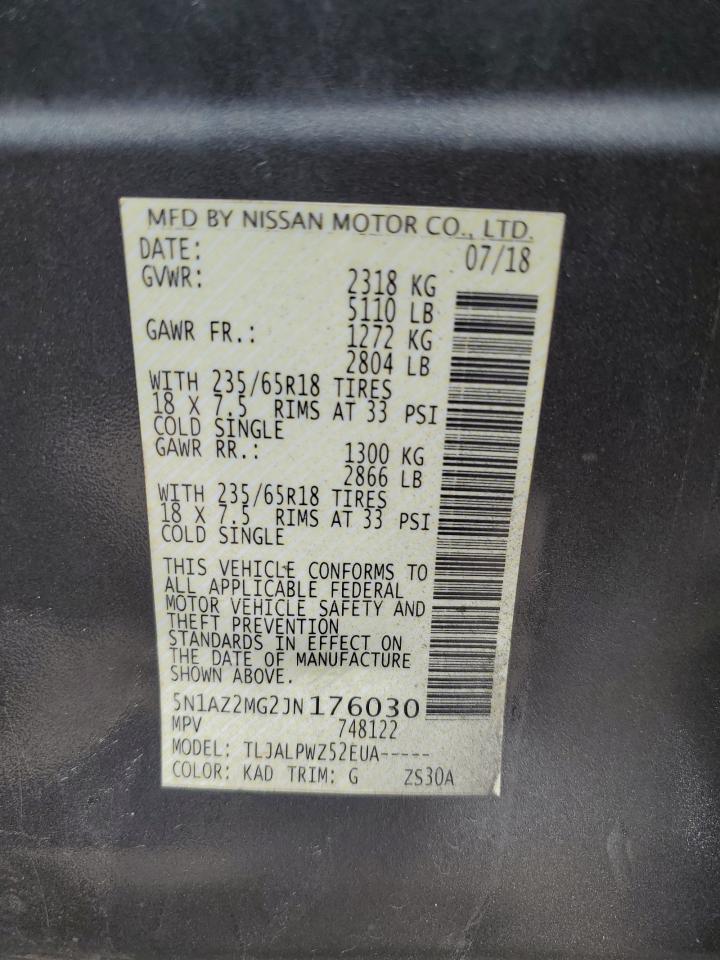 MFD BY NISSAN MOTOR CO., LTD.
DATE: 07/18
GVWR: 2318 KG
5110 LB
GAWR FR.: 1272 KG
2804 LB
WITH 235/65R18 TIRES
18 X 7.5 RIMS AT 33 PSI
COLD SINGLE
GAWR RR.: 1300 KG
2866 LB
WITH 235/65R18 TIRES
18 X 7.5 RIMS AT 33 PSI
COLD SINGLE
THIS VEHICLE CONFORMS TO
ALL APPLICABLE FEDERAL
MOTOR VEHICLE SAFETY AND
THEFT PREVENTION
STANDARDS IN EFFECT ON
THE DATE OF MANUFACTURE
SHOWN ABOVE.
5N1AZ2MG2JN176030
MPV 748122
MODEL: TLJALPWZ52EUA-----
COLOR: KAD TRIM: G ZS30A